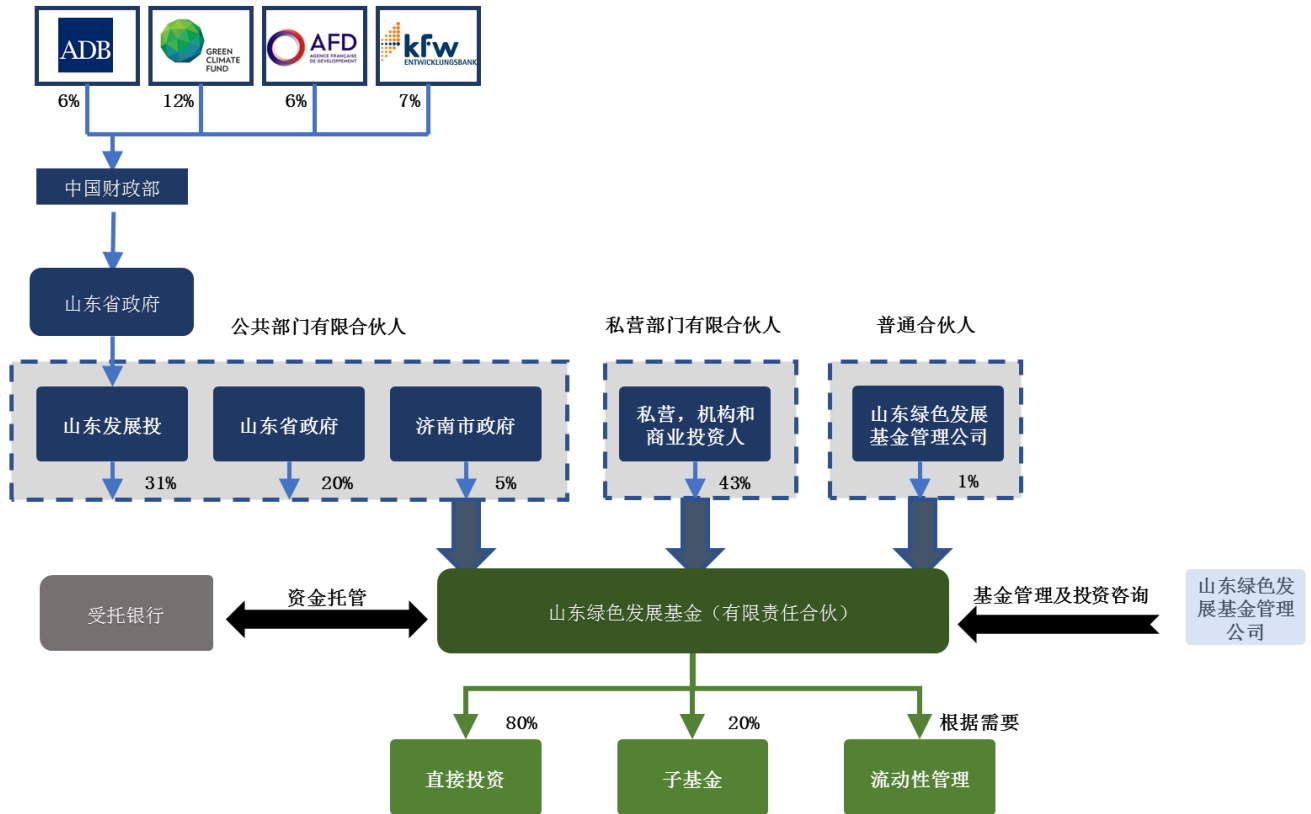 ADB
GREEN
CLIMATE
FUND
AFD
AGENCE FRANÇAISE
DE DÉVELOPPEMENT
kfw
ENTWICKLUNGSBANK
6%
12%
6%
7%
中国财政部
山东省政府
公共部门有限合伙人
私营部门有限合伙人
普通合伙人
山东发展投
山东省政府
济南市政府
私营，机构和
商业投资人
山东绿色发展
基金管理公司
31%
20%
5%
43%
1%
受托银行
资金托管
山东绿色发展基金（有限责任合伙）
基金管理及投资咨询
山东绿色发
展基金管理
公司
80%
20%
根据需要
直接投资
子基金
流动性管理